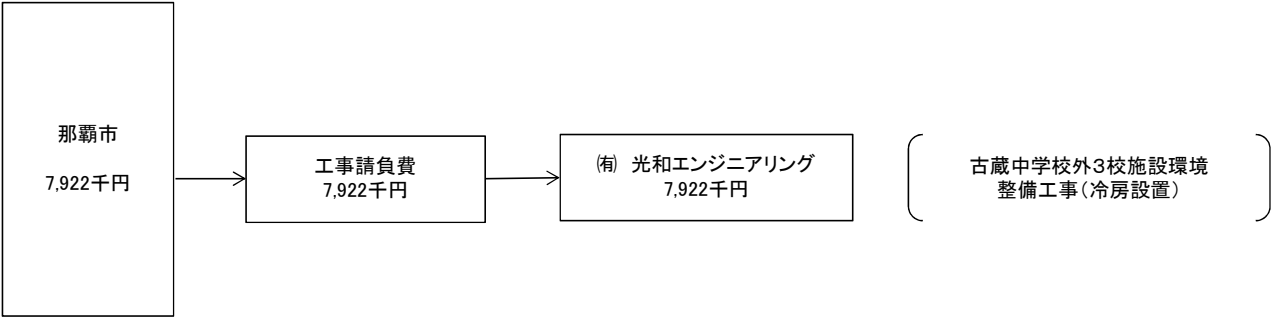 那覇市
7,922千円
工事請負費
7,922千円
㈲　光和エンジニアリング
7,922千円
古蔵中学校外３校施設環境
整備工事（冷房設置）